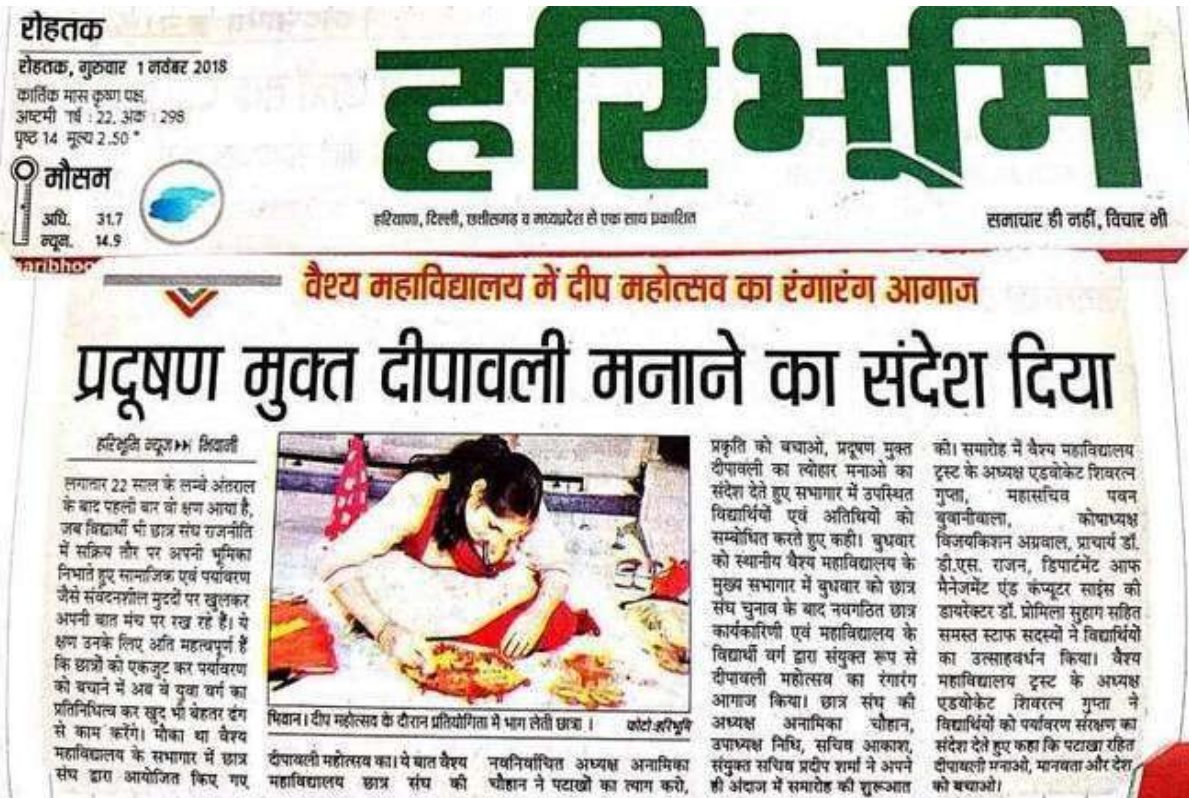 रोहतक
रोहतक, गुरुवार 1 नवंबर 2018
कार्तिक मास कृष्ण पक्ष,
अष्टमी वर्ष : 22, अंक : 298
पृष्ठ 14 मूल्य 2.50 *
मौसम
अधि. 31.7
न्यून. 14.9
हरिभूमि
हरियाणा, दिल्ली, छत्तीसगढ़ व मध्यप्रदेश से एक साथ प्रकाशित
समाचार ही नहीं, विचार भी
वैश्य महाविद्यालय में दीप महोत्सव का रंगारंग आगाज
प्रदूषण मुक्त दीपावली मनाने का संदेश दिया
हरिभूमि न्यूज ▸▸ भिवानी
लगातार 22 साल के लम्बे अंतराल
के बाद पहली बार वो क्षण आया है,
जब विद्यार्थी भी छात्र संघ राजनीति
में सक्रिय तौर पर अपनी भूमिका
निभाते हुए सामाजिक एवं पर्यावरण
जैसे संवेदनशील मुददों पर खुलकर
अपनी बात मंच पर रख रहे हैं। ये
क्षण उनके लिए अति महत्वपूर्ण हैं
कि छात्रों को एकजुट कर पर्यावरण
को बचाने में अब वे युवा वर्ग का
प्रतिनिधित्व कर खुद भी बेहतर ढंग
से काम करेंगे। मौका था वैश्य
महाविद्यालय के सभागार में छात्र
संघ द्वारा आयोजित किए गए
भिवान। दीप महोत्सव के दौरान प्रतियोगिता में भाग लेती छात्रा । फोटो:हरिभूमि
दीपावली महोत्सव का। ये बात वैश्य
महाविद्यालय छात्र संघ की
नवनिर्वाचित अध्यक्ष अनामिका
चौहान ने पटाखों का त्याग करो,
प्रकृति को बचाओ, प्रदूषण मुक्त
दीपावली का त्योहार मनाओ का
संदेश देते हुए सभागार में उपस्थित
विद्यार्थियों एवं अतिथियों को
सम्बोधित करते हुए कही। बुधवार
को स्थानीय वैश्य महाविद्यालय के
मुख्य सभागार में बुधवार को छात्र
संघ चुनाव के बाद नवगठित छात्र
कार्यकारिणी एवं महाविद्यालय के
विद्यार्थी वर्ग द्वारा संयुक्त रूप से
दीपावली महोत्सव का रंगारंग
आगाज किया। छात्र संघ की
अध्यक्ष अनामिका चौहान,
उपाध्यक्ष निधि, सचिव आकाश,
संयुक्त सचिव प्रदीप शर्मा ने अपने
ही अंदाज में समारोह की शुरूआत
की। समारोह में वैश्य महाविद्यालय
ट्रस्ट के अध्यक्ष एडवोकेट शिवरत्न
गुप्ता, महासचिव पवन
बुवानीवाला, कोषाध्यक्ष
विजयकिशन अग्रवाल, प्राचार्य डॉ.
डी.एस. राजन, डिपार्टमेंट आफ
मैनेजमेंट एंड कंप्यूटर साइंस की
डायरेक्टर डॉ. प्रोमिला सुहाग सहित
समस्त स्टाफ सदस्यों ने विद्यार्थियों
का उत्साहवर्धन किया। वैश्य
महाविद्यालय ट्रस्ट के अध्यक्ष
एडवोकेट शिवरत्न गुप्ता ने
विद्यार्थियों को पर्यावरण संरक्षण का
संदेश देते हुए कहा कि पटाखा रहित
दीपावली मनाओ, मानवता और देश
को बचाओ।